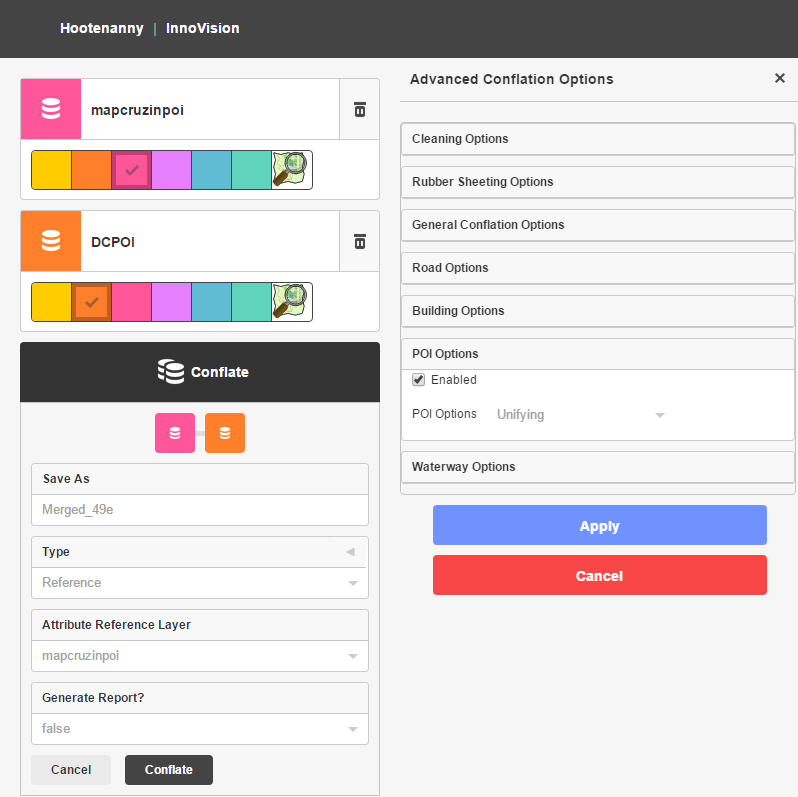 Hootenanny | InnoVision
mapcruzinpoi
DCPOI
Conflate
Save As
Merged_49e
Type
Reference
Attribute Reference Layer
mapcruzinpoi
Generate Report?
false
Cancel
Conflate
Advanced Conflation Options
Cleaning Options
Rubber Sheeting Options
General Conflation Options
Road Options
Building Options
POI Options
Enabled
POI Options Unifying
Waterway Options
Apply
Cancel